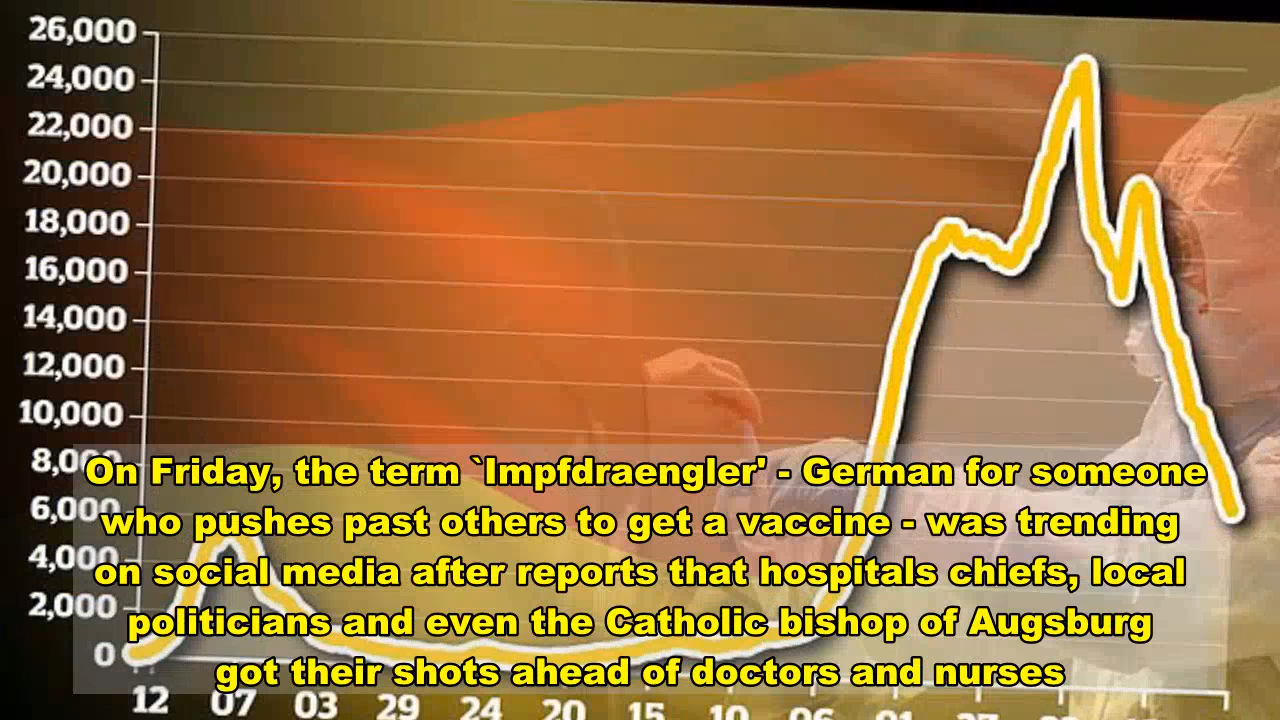 26,000
24,000
22,000
20,000
18,000
16,000
14,000
12,000
10,000
8,000
6,000
4,000
2,000
0
On Friday, the term `Impfdraengler' - German for someone
who pushes past others to get a vaccine - was trending
on social media after reports that hospitals chiefs, local
politicians and even the Catholic bishop of Augsburg
got their shots ahead of doctors and nurses
12 07 03 29 24 20 15 10 06 01 27